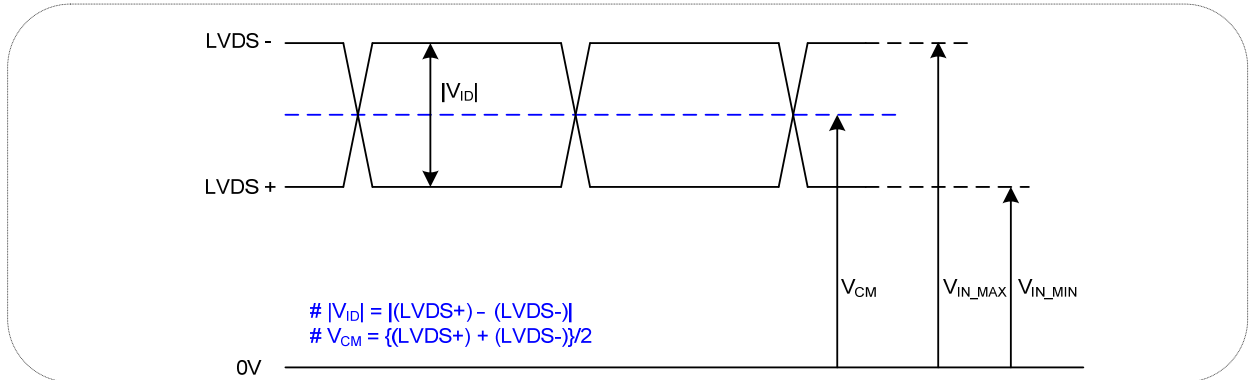 LVDS -
|VID|
LVDS +
VCM
VIN_MAX
VIN_MIN
# |VID| = |(LVDS+) - (LVDS-)|
# VCM = {(LVDS+) + (LVDS-)}/2
0V